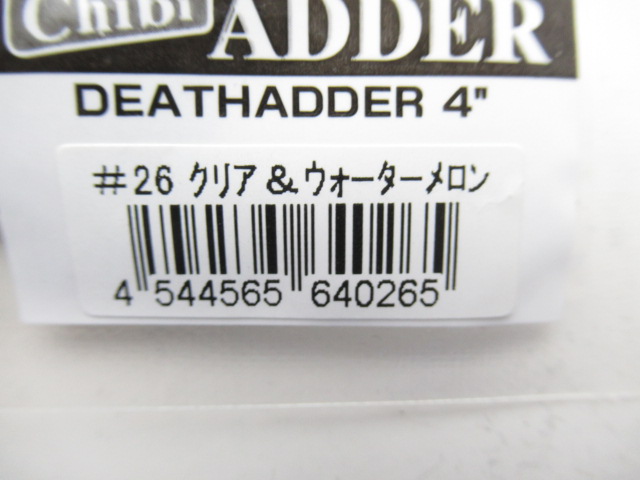 Chibi ADDER
DEATHADDER 4"
#26 ｸﾘｱ&ｳｫｰﾀｰﾒﾛﾝ
4 544565 640265